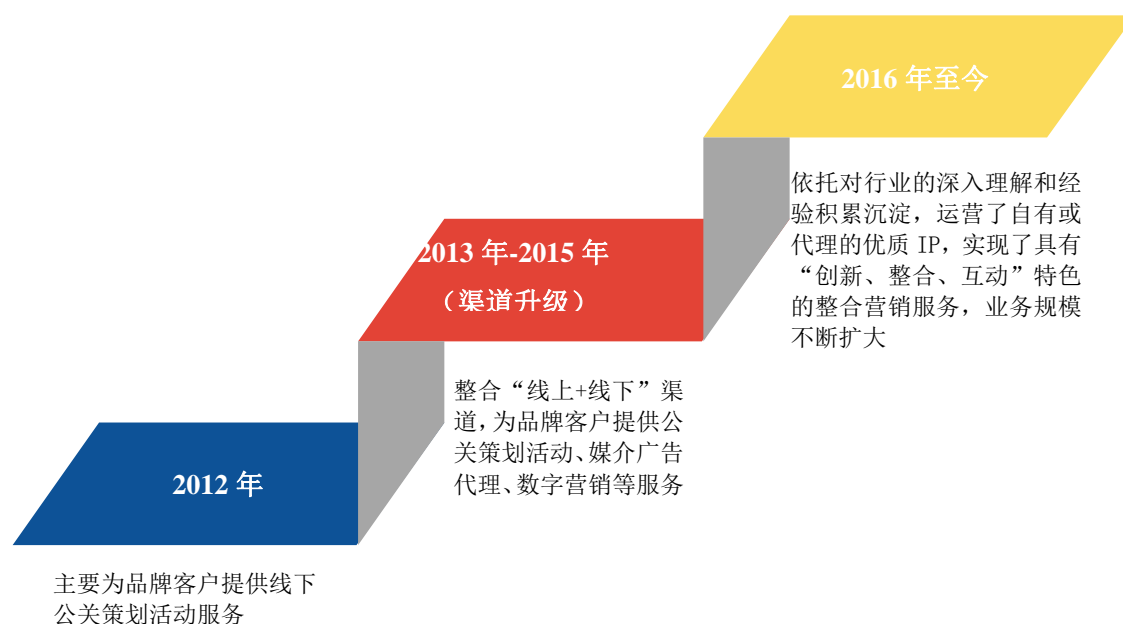 2016 年至今
依托对行业的深入理解和经
验积累沉淀，运营了自有或
代理的优质 IP，实现了具有
“创新、整合、互动”特色
的整合营销服务，业务规模
不断扩大
2013 年-2015 年
（渠道升级）
整合“线上+线下”渠
道，为品牌客户提供公
关策划活动、媒介广告
代理、数字营销等服务
2012 年
主要为品牌客户提供线下
公关策划活动服务